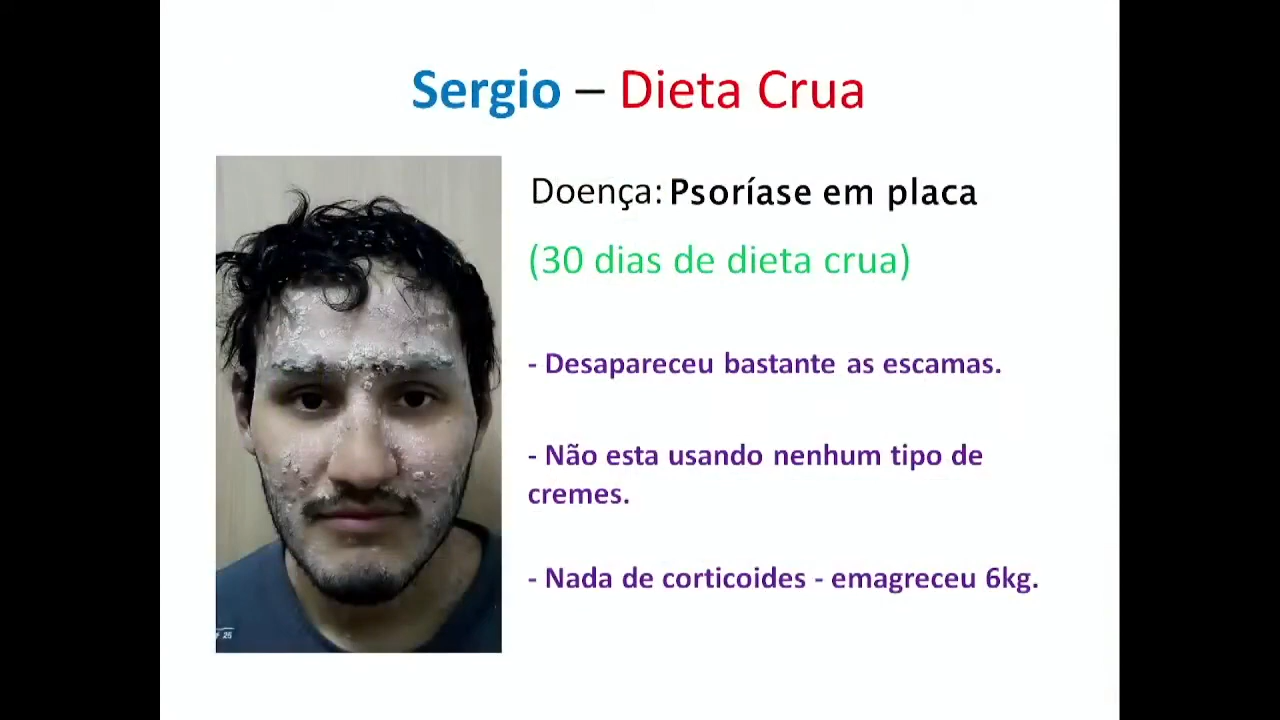 Sergio – Dieta Crua
Doença: Psoríase em placa
(30 dias de dieta crua)
- Desapareceu bastante as escamas.
- Não esta usando nenhum tipo de
cremes.
- Nada de corticoides - emagreceu 6kg.
25